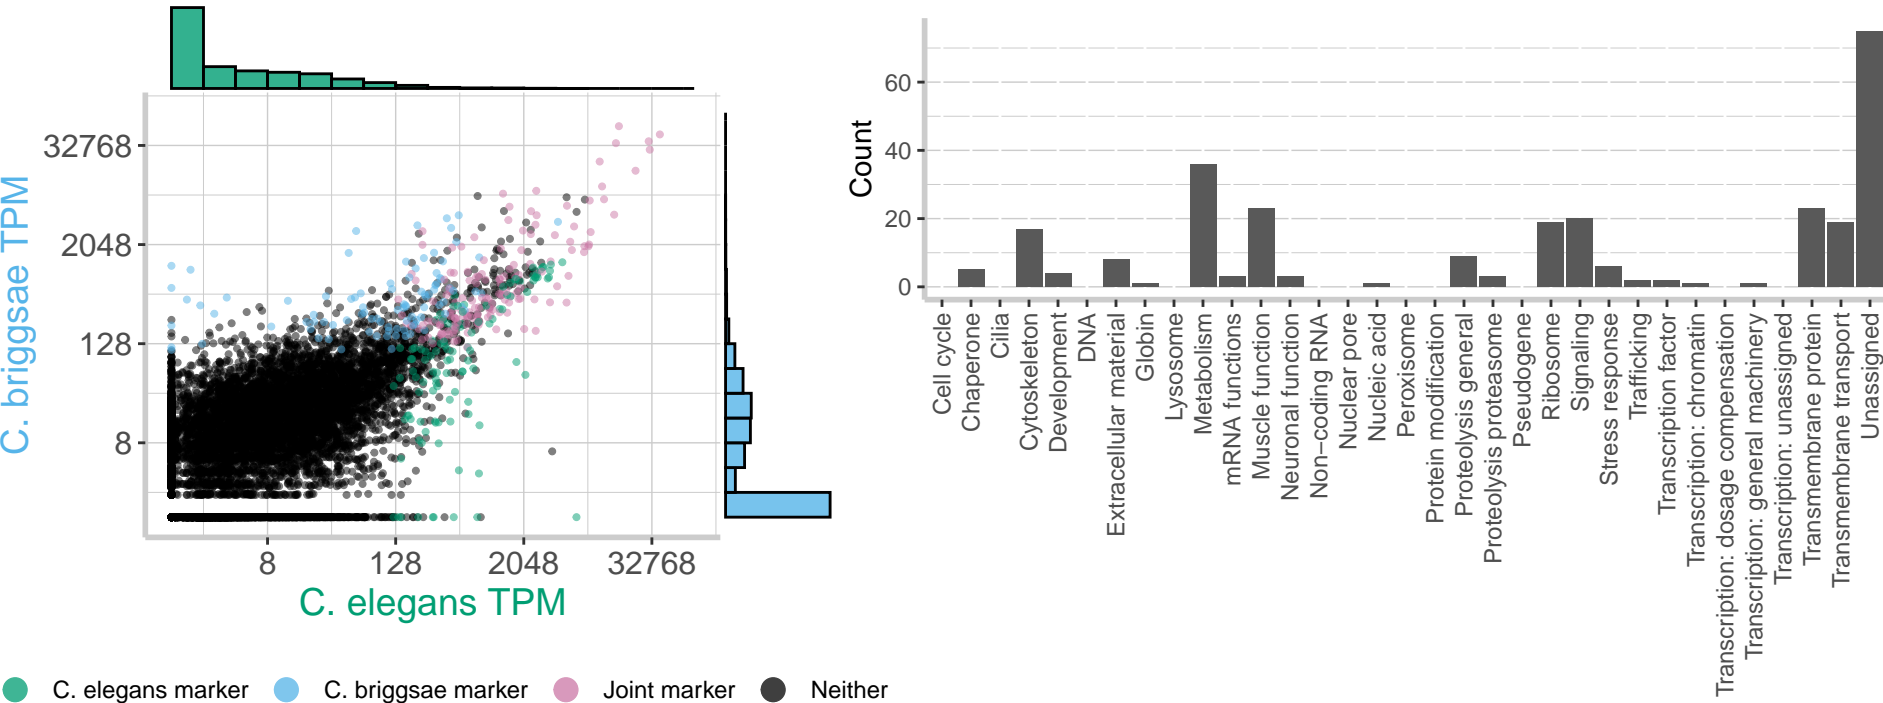 32768
2048
128
8
C. briggsae TPM
8
128
2048
32768
C. elegans TPM
C. elegans marker
C. briggsae marker
Joint marker
Neither
Count
60
40
20
0
Cell cycle
Chaperone
Cilia
Cytoskeleton
Development
DNA
Extracellular material
Globin
Lysosome
Metabolism
mRNA functions
Muscle function
Neuronal function
Non−coding RNA
Nuclear pore
Nucleic acid
Peroxisome
Protein modification
Proteolysis general
Proteolysis proteasome
Pseudogene
Ribosome
Signaling
Stress response
Trafficking
Transcription factor
Transcription: chromatin
Transcription: dosage compensation
Transcription: general machinery
Transcription: unassigned
Transmembrane protein
Transmembrane transport
Unassigned